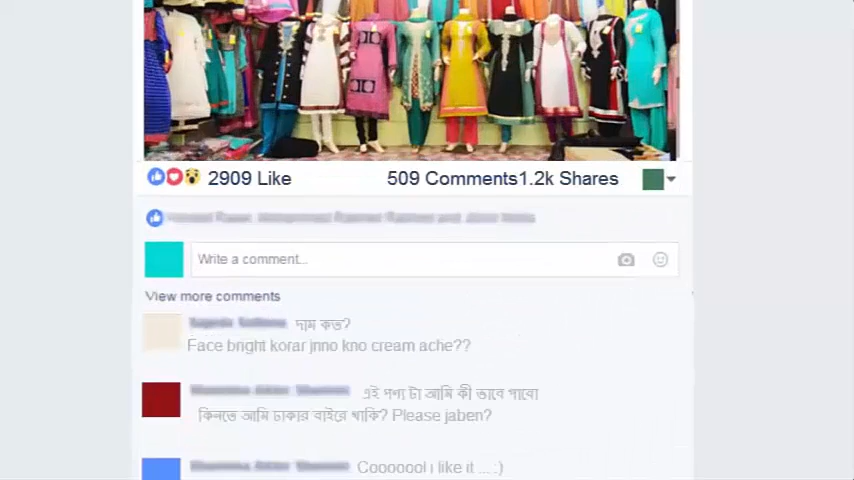 2909 Like 509 Comments1.2k Shares
Write a comment...
View more comments
দাম কত?
Face bright korar jnno kno cream ache??
এই পণ্য টা আমি কী ভাবে পাবো
কিনতে আমি ঢাকার বাইরে থাকি? Please jaben?
Cooooool i like it ... :)